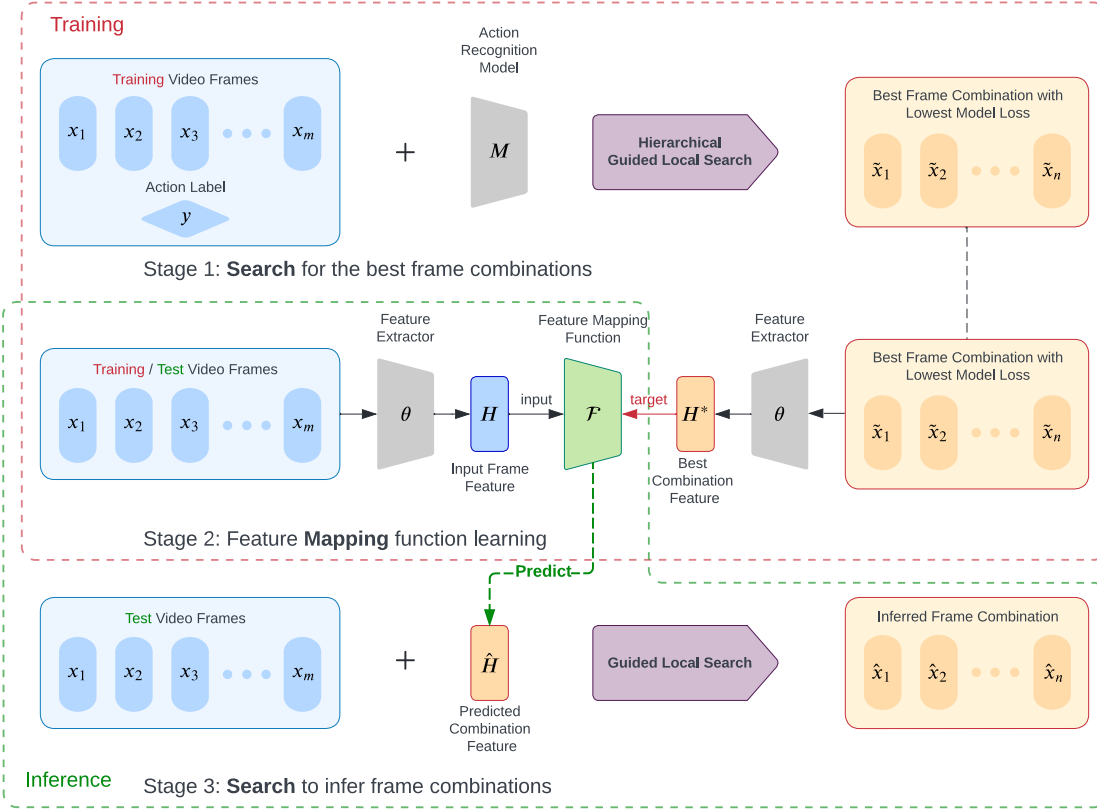 Training
Training Video Frames
x₁ x₂ x₃ xₘ
Action Label
y
+
Action
Recognition
Model
M
Hierarchical
Guided Local Search
Best Frame Combination with
Lowest Model Loss
x̃₁ x̃₂ x̃ₙ
Stage 1: Search for the best frame combinations
Training / Test Video Frames
x₁ x₂ x₃ xₘ
Feature
Extractor
θ
H
Input Frame
Feature
input
Feature Mapping
Function
ℱ
target
H*
Best
Combination
Feature
Feature
Extractor
θ
Best Frame Combination with
Lowest Model Loss
x̃₁ x̃₂ x̃ₙ
Stage 2: Feature Mapping function learning
Predict
Test Video Frames
x₁ x₂ x₃ xₘ
+
Ĥ
Predicted
Combination
Feature
Guided Local Search
Inferred Frame Combination
x̂₁ x̂₂ x̂ₙ
Inference
Stage 3: Search to infer frame combinations